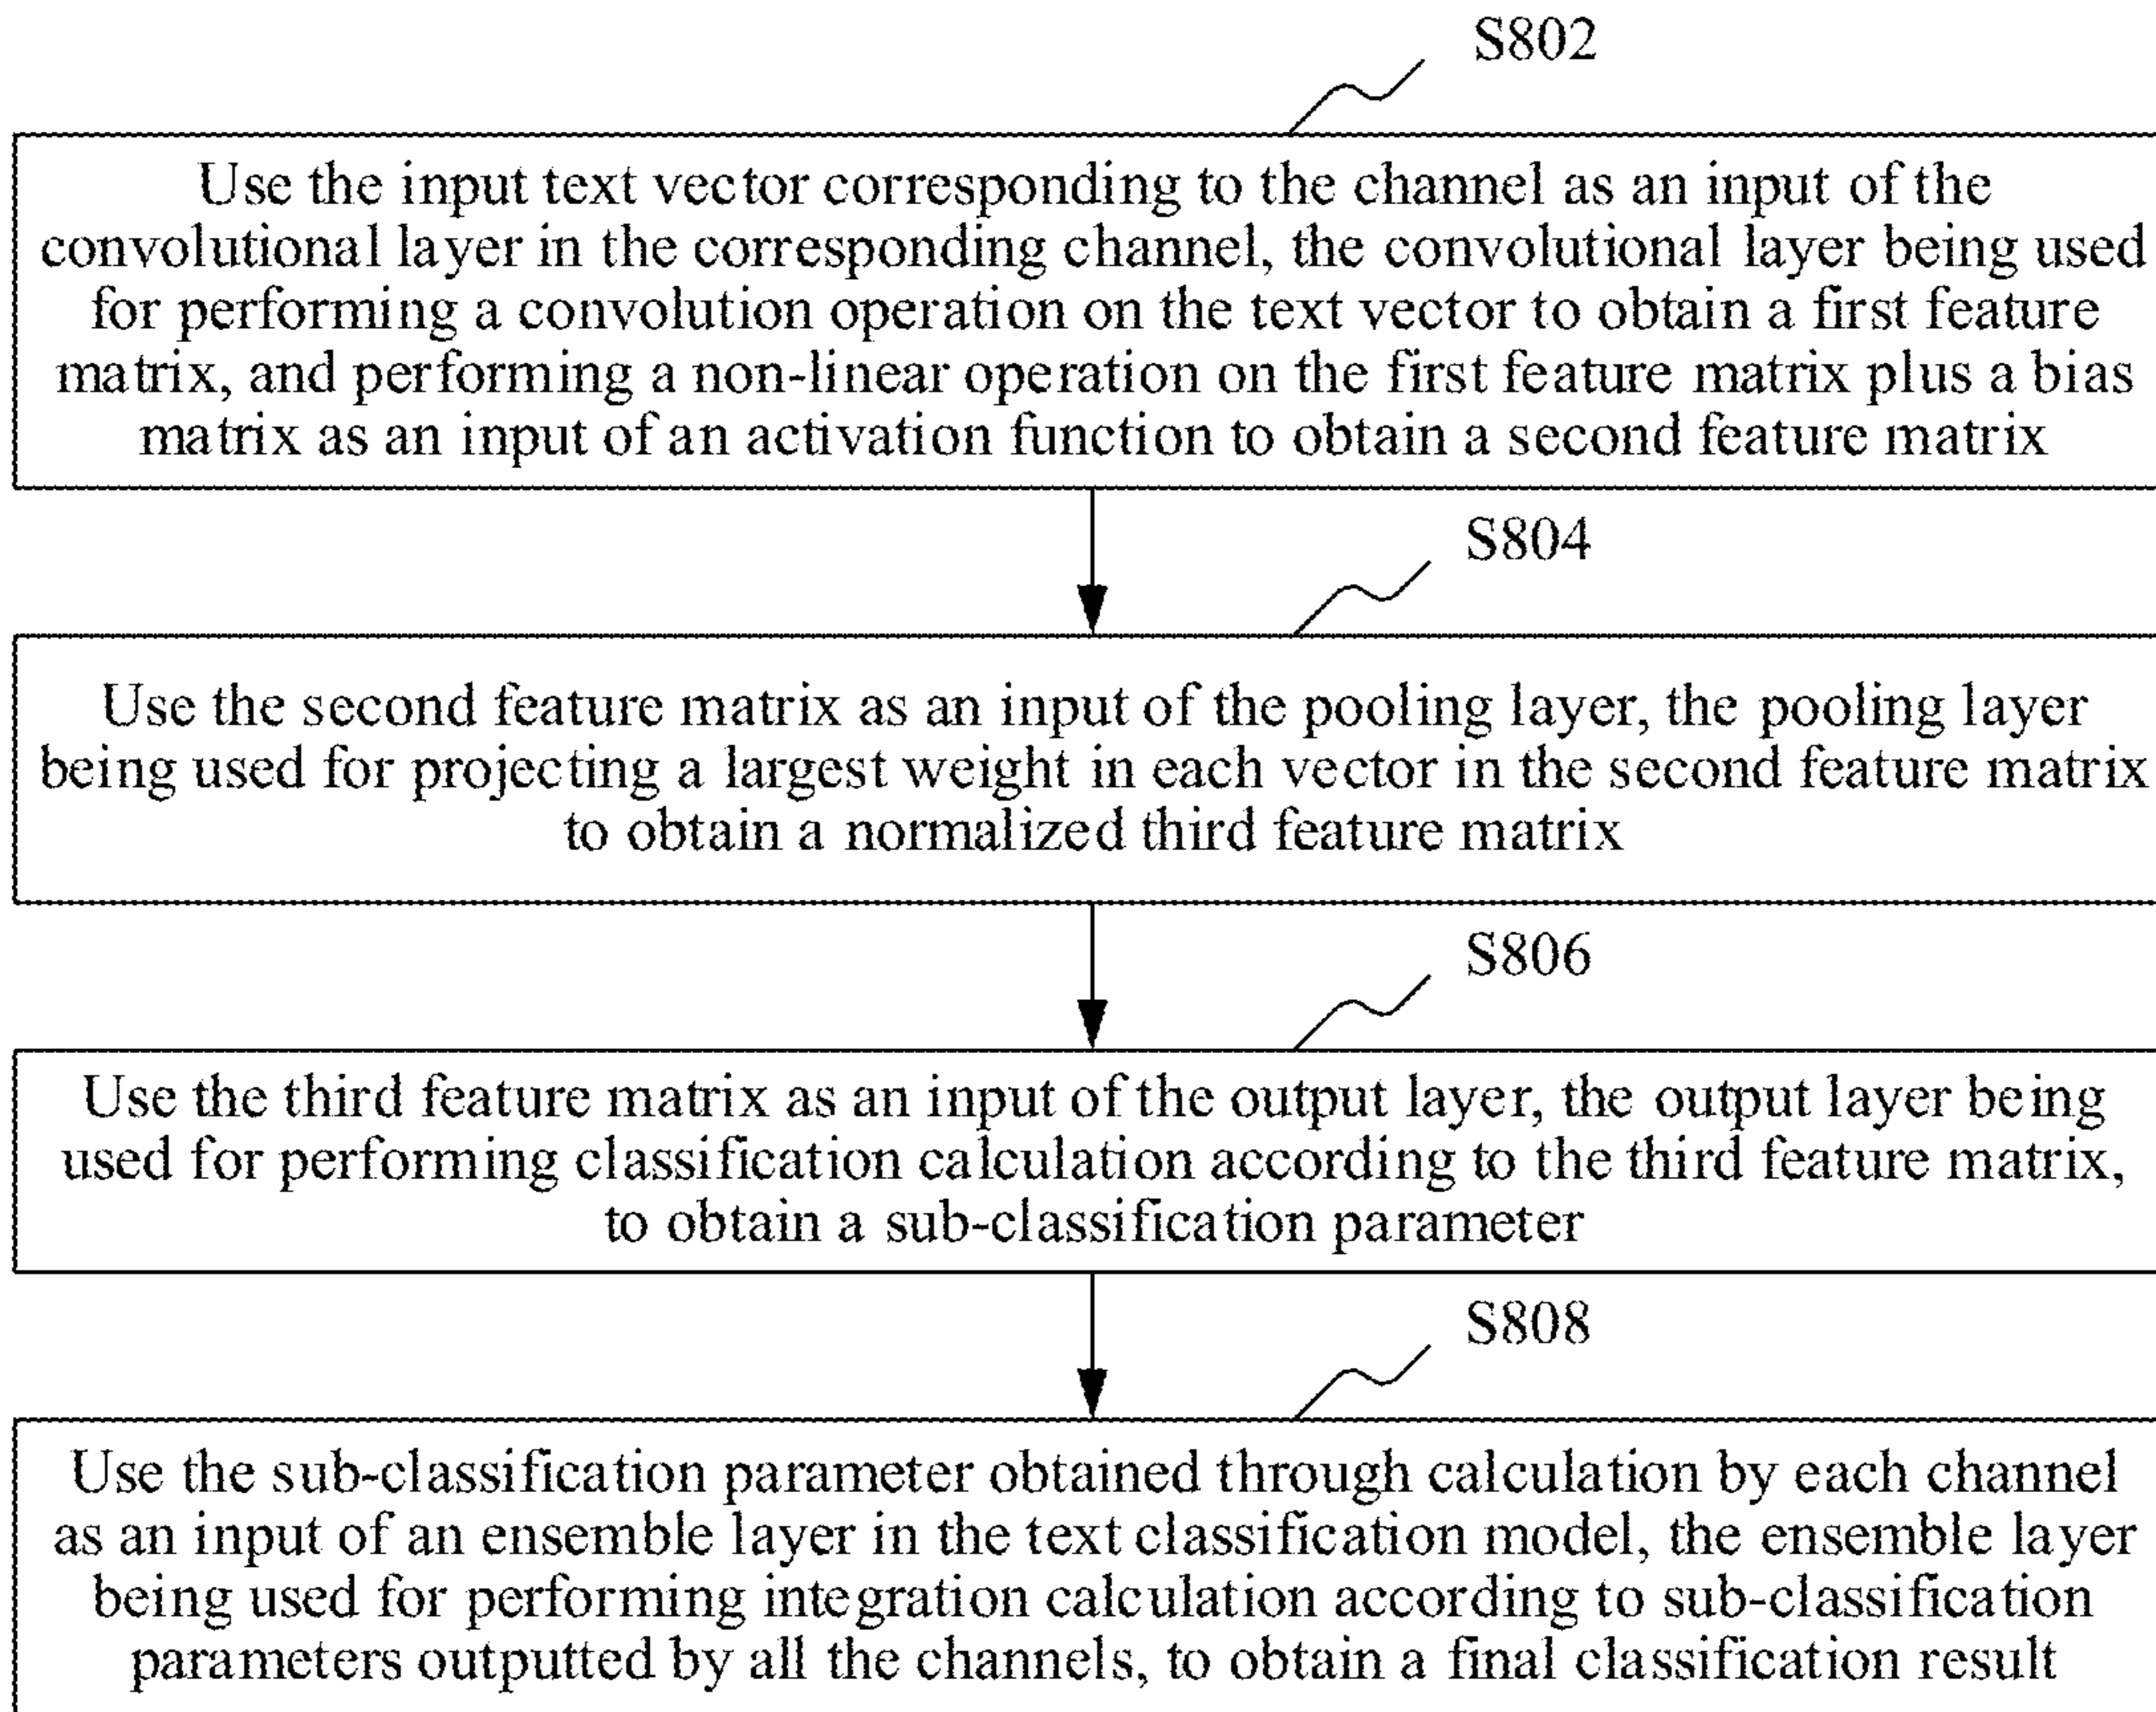 S802
Use the input text vector corresponding to the channel as an input of the
convolutional layer in the corresponding channel, the convolutional layer being used
for performing a convolution operation on the text vector to obtain a first feature
matrix, and performing a non-linear operation on the first feature matrix plus a bias
matrix as an input of an activation function to obtain a second feature matrix
S804
Use the second feature matrix as an input of the pooling layer, the pooling layer
being used for projecting a largest weight in each vector in the second feature matrix
to obtain a normalized third feature matrix
S806
Use the third feature matrix as an input of the output layer, the output layer being
used for performing classification calculation according to the third feature matrix,
to obtain a sub-classification parameter
S808
Use the sub-classification parameter obtained through calculation by each channel
as an input of an ensemble layer in the text classification model, the ensemble layer
being used for performing integration calculation according to sub-classification
parameters outputted by all the channels, to obtain a final classification result